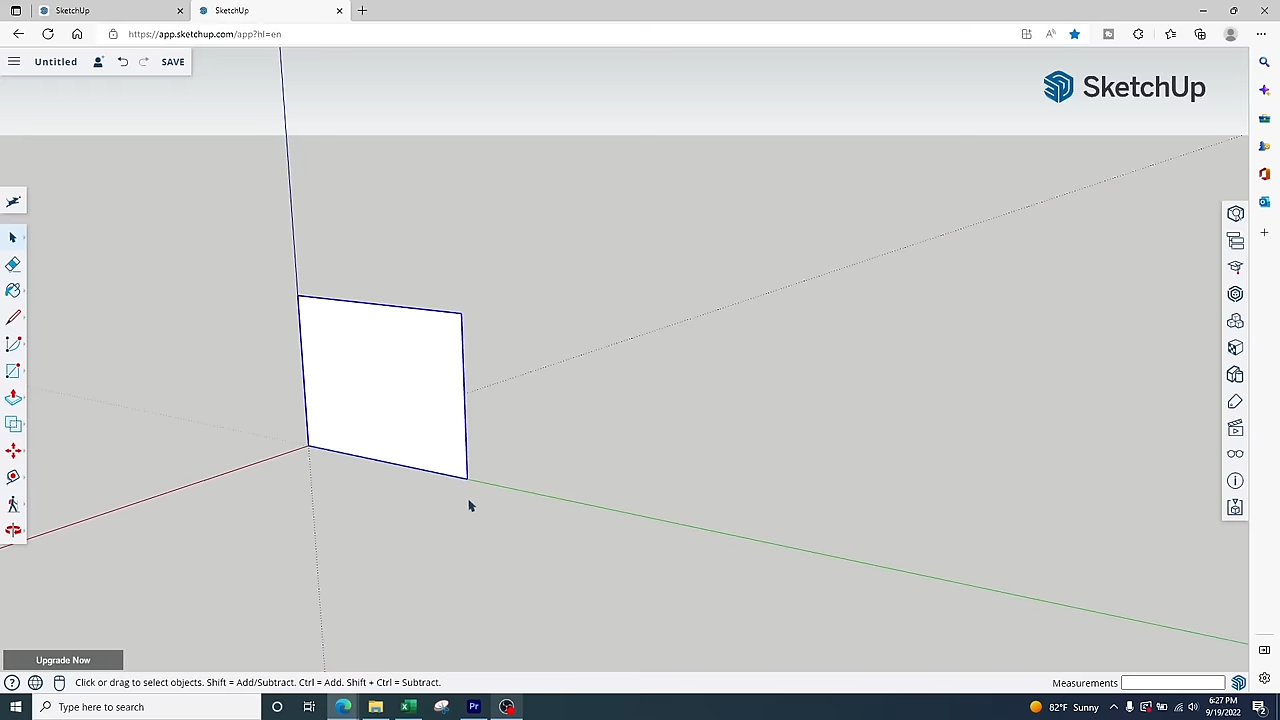 SketchUp
SketchUp
https://app.sketchup.com/app?hl=en
Untitled
SAVE
SketchUp
Upgrade Now
Click or drag to select objects. Shift = Add/Subtract. Ctrl = Add. Shift + Ctrl = Subtract.
Measurements
Type here to search
X
Pr
82°F Sunny
6:27 PM
9/19/2022
2